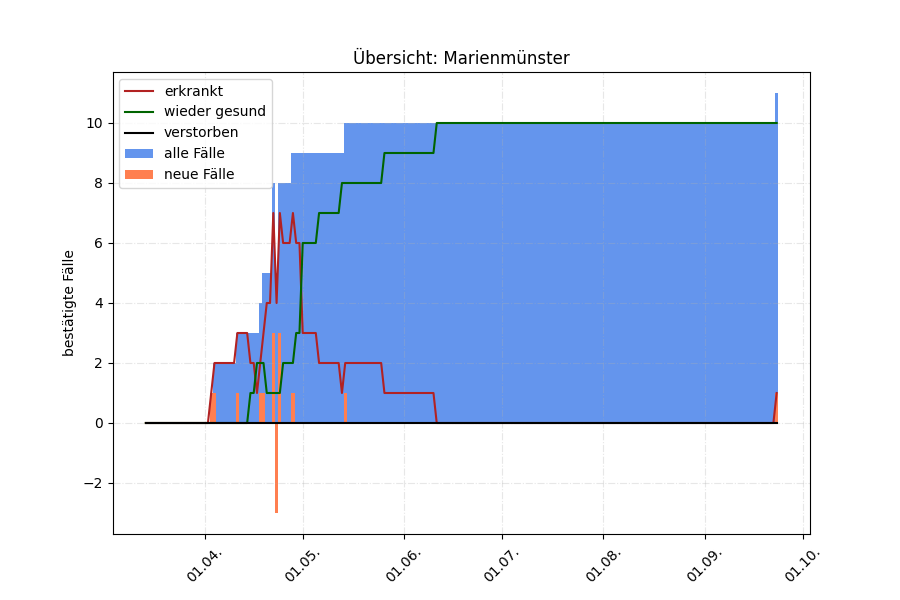 Übersicht: Marienmünster
erkrankt
wieder gesund
verstorben
alle Fälle
neue Fälle
bestätigte Fälle
10
8
6
4
2
0
−2
01.04.
01.05.
01.06.
01.07.
01.08.
01.09.
01.10.